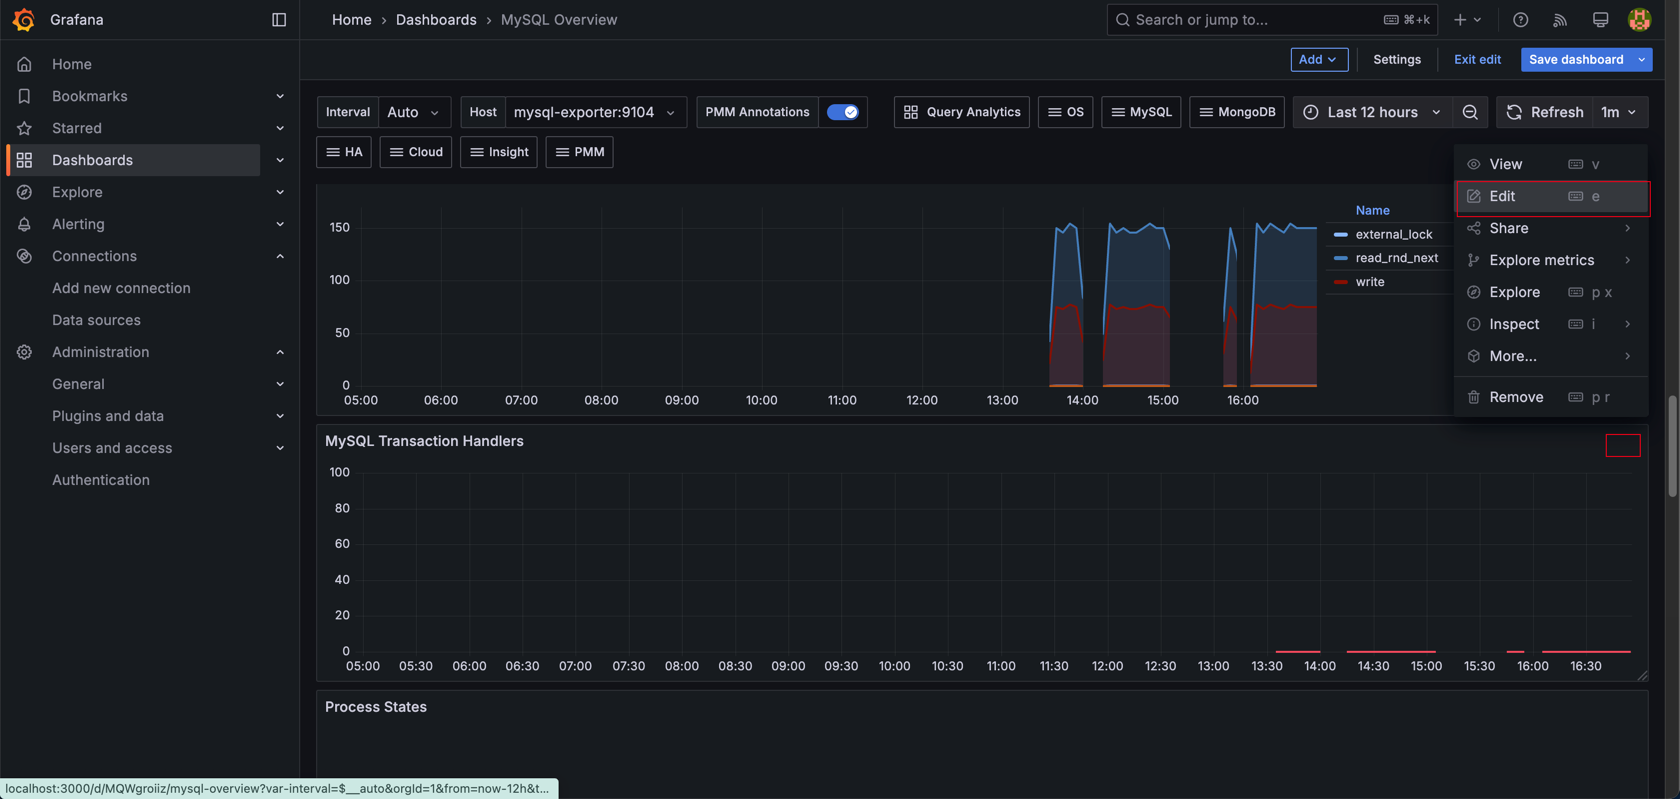 Grafana
Home › Dashboards › MySQL Overview
Search or jump to...
⌘+k
Add
Settings
Exit edit
Save dashboard
Home
Bookmarks
Starred
Dashboards
Explore
Alerting
Connections
Add new connection
Data sources
Administration
General
Plugins and data
Users and access
Authentication
Interval Auto
Host mysql-exporter:9104
PMM Annotations
Query Analytics
OS
MySQL
MongoDB
Last 12 hours
Refresh 1m
HA
Cloud
Insight
PMM
View v
Edit e
Share
Explore metrics
Explore p x
Inspect i
More...
Remove p r
150
100
50
0
05:00 06:00 07:00 08:00 09:00 10:00 11:00 12:00 13:00 14:00 15:00 16:00
Name
external_lock
read_rnd_next
write
MySQL Transaction Handlers
100
80
60
40
20
0
05:00 05:30 06:00 06:30 07:00 07:30 08:00 08:30 09:00 09:30 10:00 10:30 11:00 11:30 12:00 12:30 13:00 13:30 14:00 14:30 15:00 15:30 16:00 16:30
Process States
localhost:3000/d/MQWgroiiz/mysql-overview?var-interval=$__auto&orgId=1&from=now-12h&t...